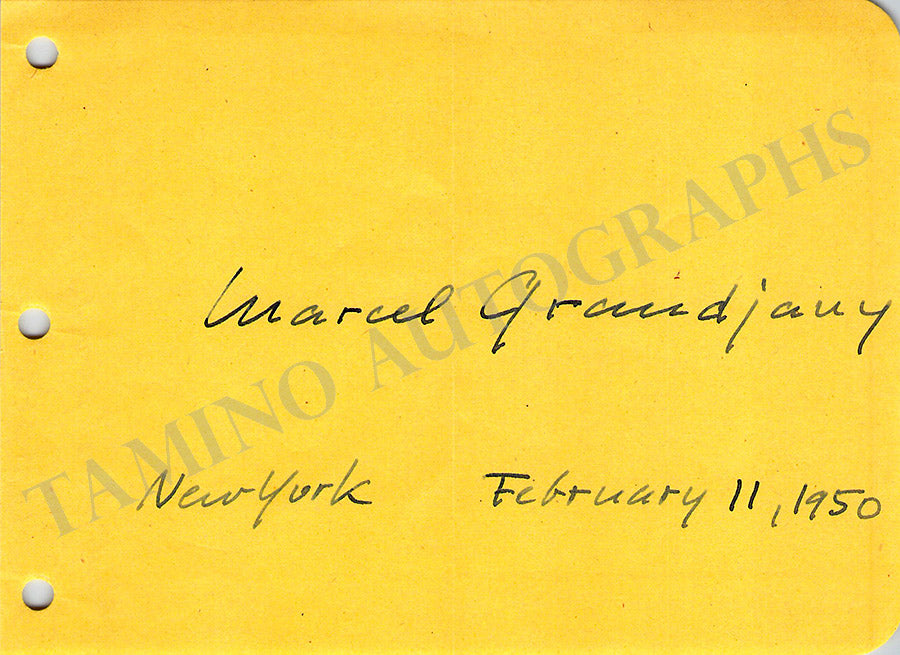 Marcel Grandjany
New York February 11, 1950
TAMINO AUTOGRAPHS